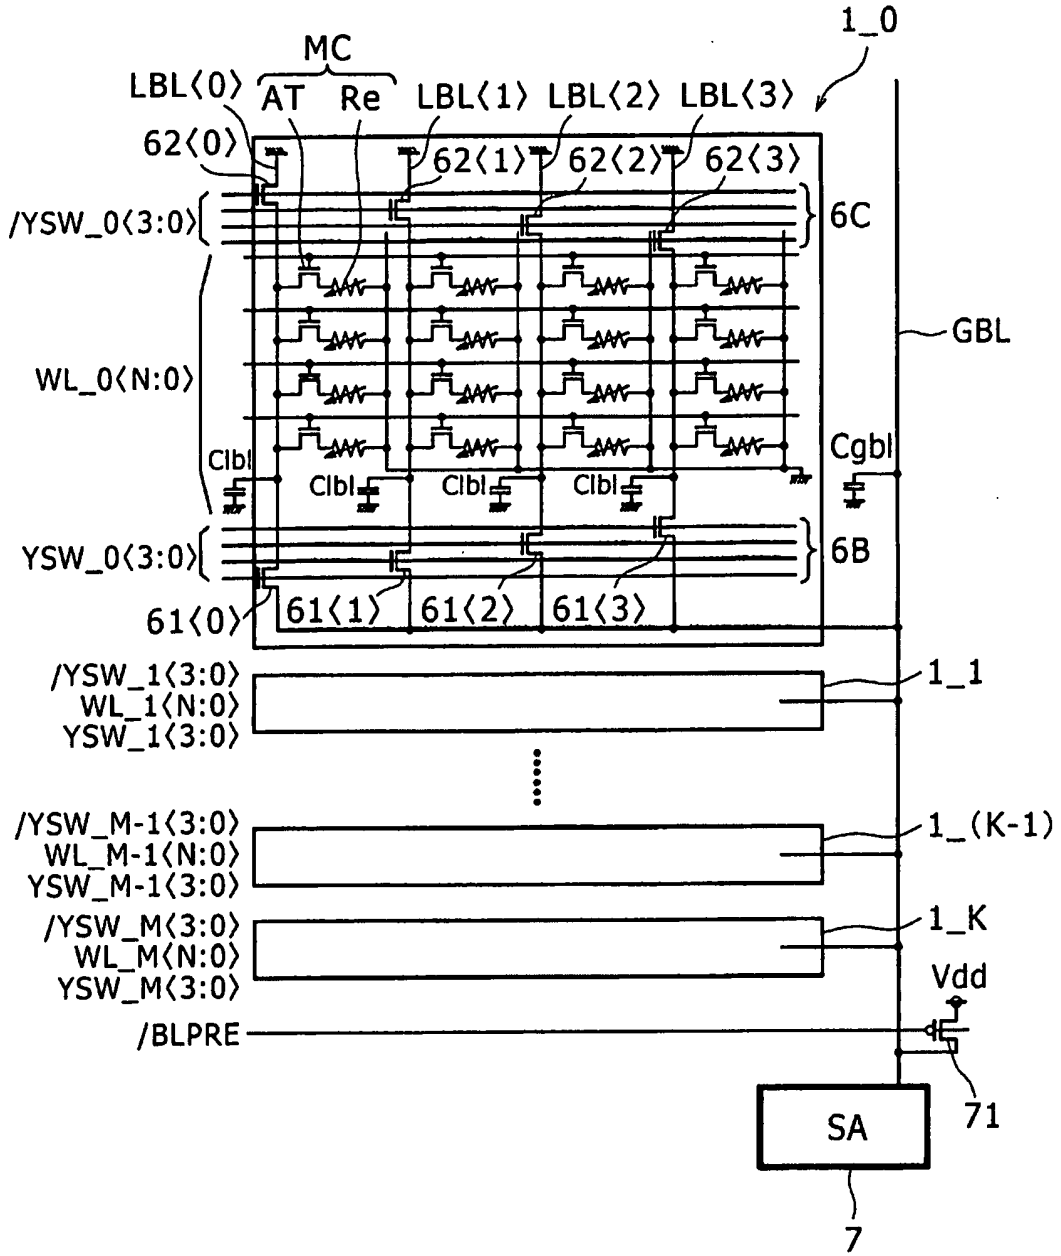 1_0
MC
LBL⟨0⟩ AT Re LBL⟨1⟩ LBL⟨2⟩ LBL⟨3⟩
62⟨0⟩ 62⟨1⟩ 62⟨2⟩ 62⟨3⟩
/YSW_0⟨3:0⟩ 6C
GBL
WL_0⟨N:0⟩
Clbl Clbl Clbl Clbl Cgbl
YSW_0⟨3:0⟩ 6B
61⟨0⟩ 61⟨1⟩ 61⟨2⟩ 61⟨3⟩
/YSW_1⟨3:0⟩ 1_1
WL_1⟨N:0⟩
YSW_1⟨3:0⟩
/YSW_M-1⟨3:0⟩ 1_(K-1)
WL_M-1⟨N:0⟩
YSW_M-1⟨3:0⟩
/YSW_M⟨3:0⟩ 1_K
WL_M⟨N:0⟩
YSW_M⟨3:0⟩
Vdd
/BLPRE
71
SA
7